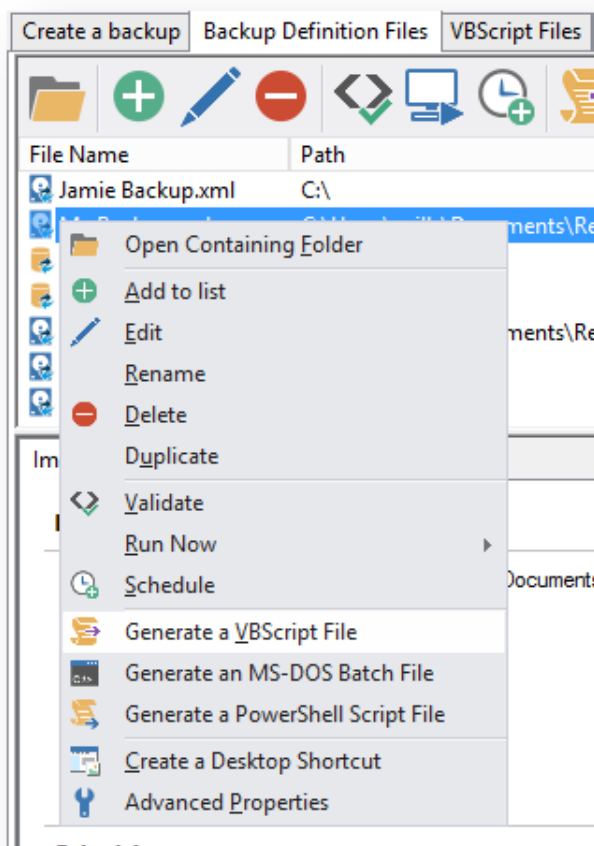 Create a backup Backup Definition Files VBScript Files
File Name Path
Jamie Backup.xml C:\
ments\Re
Open Containing Folder
Add to list
Edit
ments\Re
Rename
Delete
Duplicate
Im
Validate
Run Now
Schedule
Documents
Generate a VBScript File
Generate an MS-DOS Batch File
Generate a PowerShell Script File
Create a Desktop Shortcut
Advanced Properties